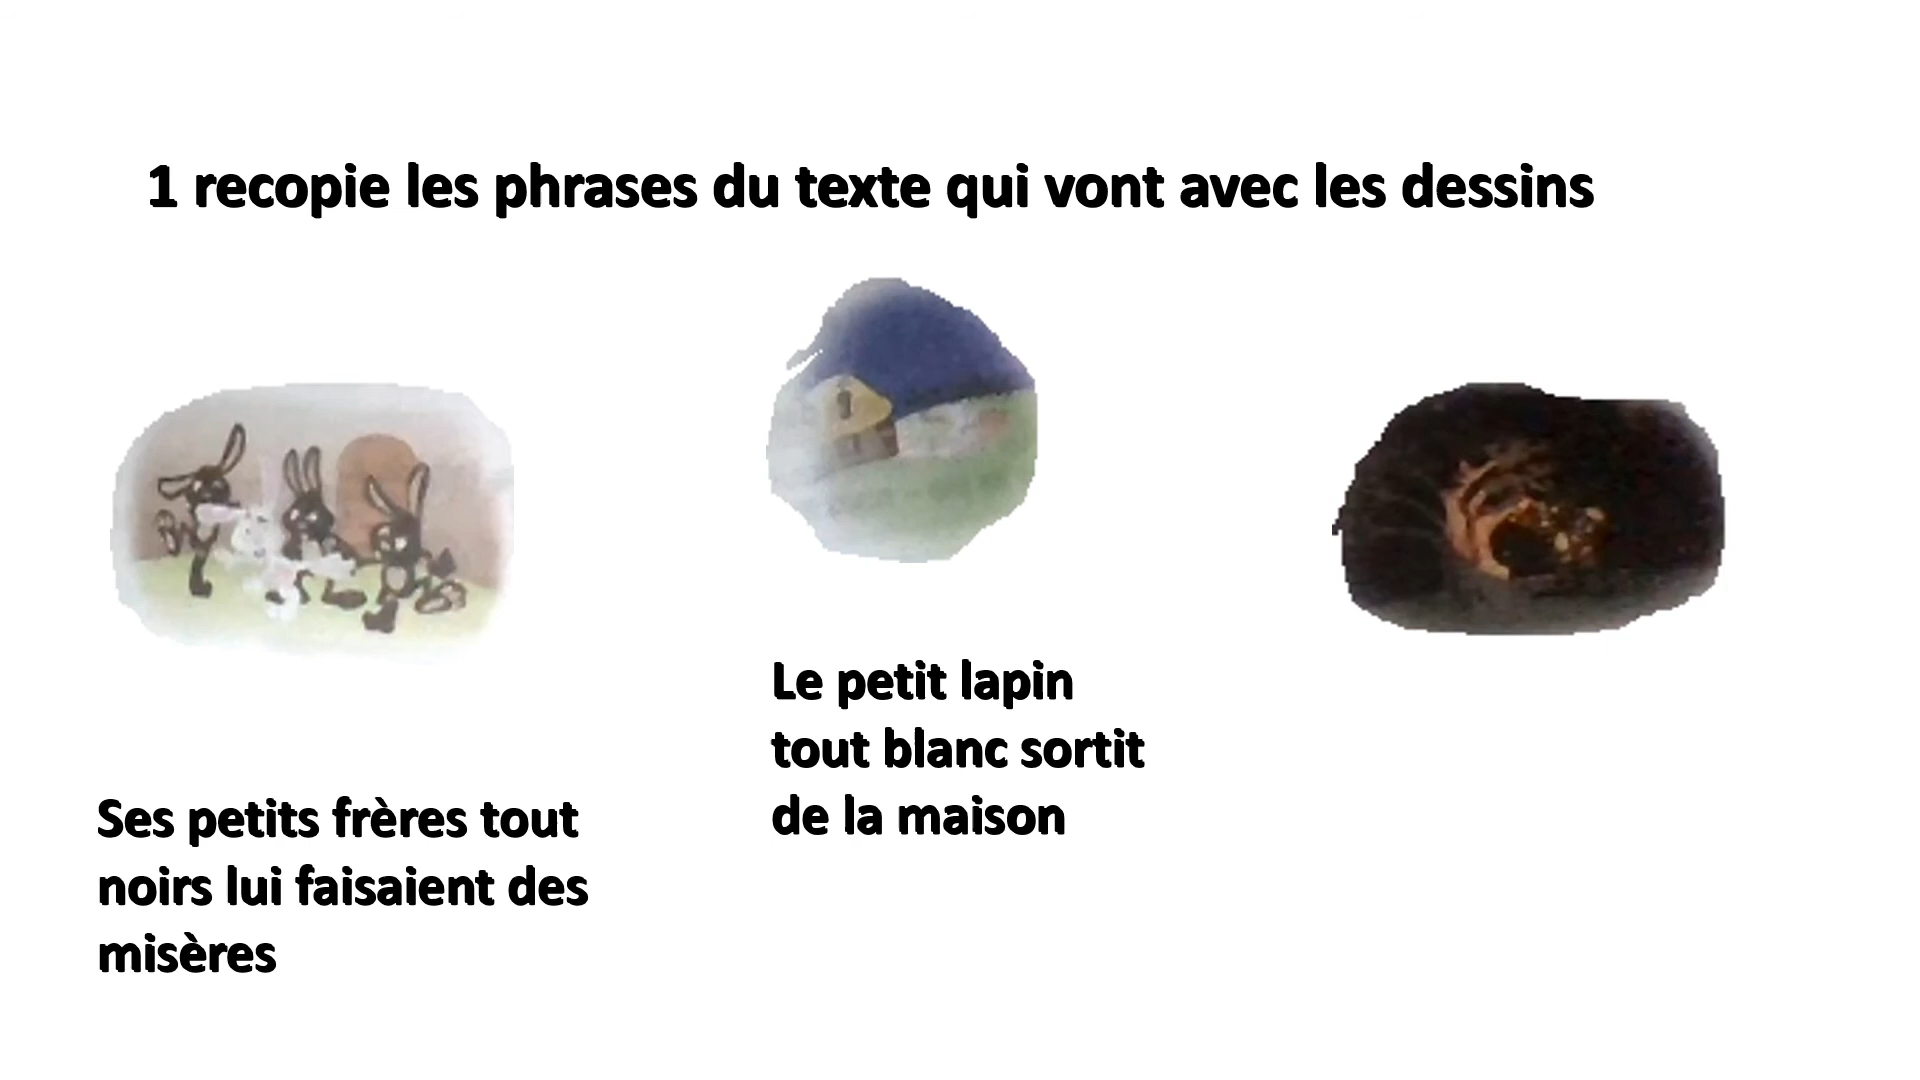 1 recopie les phrases du texte qui vont avec les dessins
Le petit lapin
tout blanc sortit
de la maison
Ses petits frères tout
noirs lui faisaient des
misères